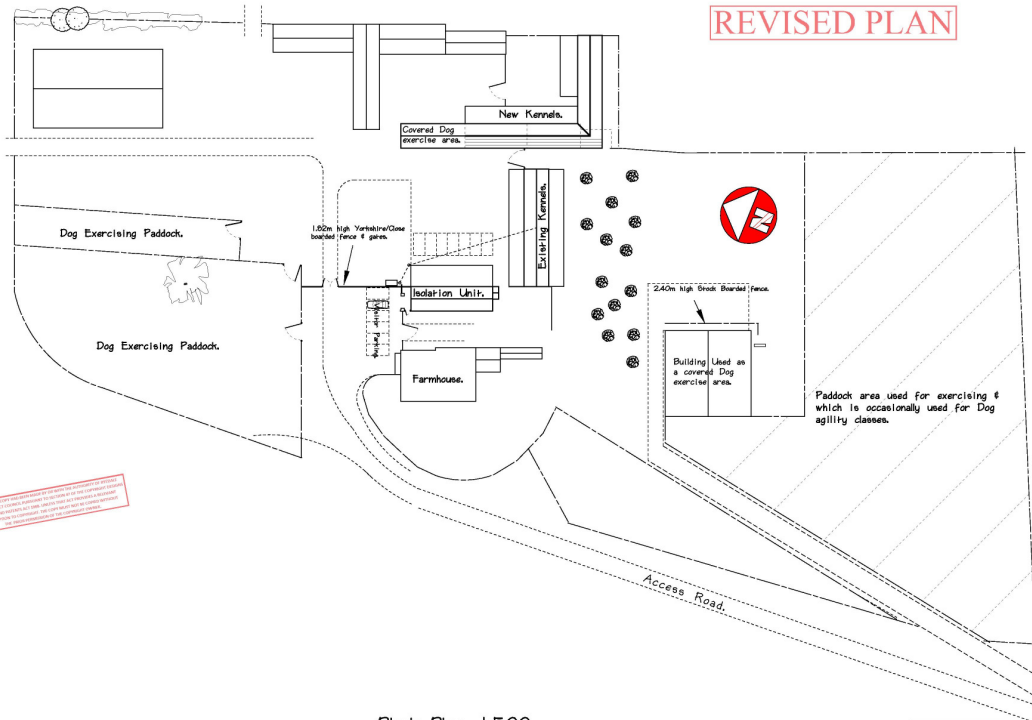 REVISED PLAN
New Kennels.
Covered Dog
exercise area.
Existing Kennels.
Dog Exercising Paddock.
1.82m high Yorkshire/Close
boarded fence & gates.
Isolation Unit.
Visitor Parking.
2.40m high Stock Boarded fence.
Dog Exercising Paddock.
Farmhouse.
Building Used as
a covered Dog
exercise area.
Paddock area used for exercising &
which is occasionally used for Dog
agility classes.
Access Road.
1.500